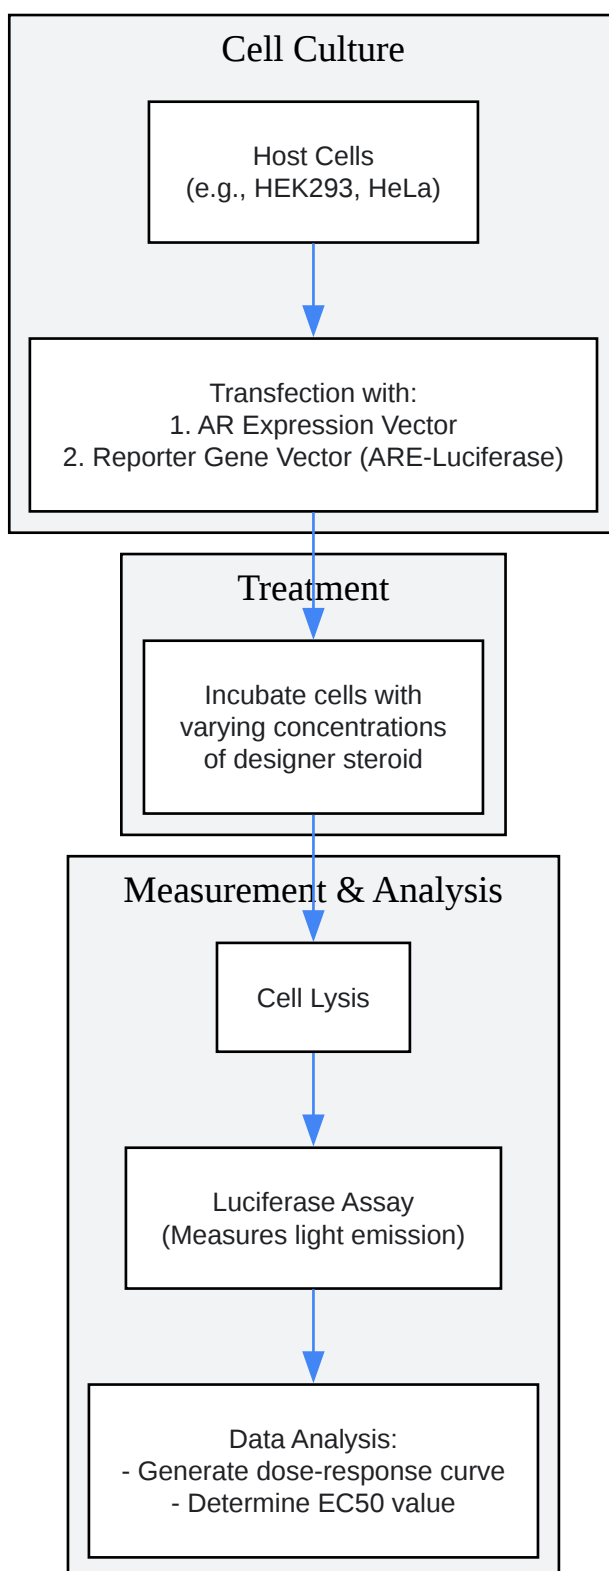 Cell Culture
Host Cells
(e.g., HEK293, HeLa)
Transfection with:
1. AR Expression Vector
2. Reporter Gene Vector (ARE-Luciferase)
Treatment
Incubate cells with
varying concentrations
of designer steroid
Measurement & Analysis
Cell Lysis
Luciferase Assay
(Measures light emission)
Data Analysis:
- Generate dose-response curve
- Determine EC50 value